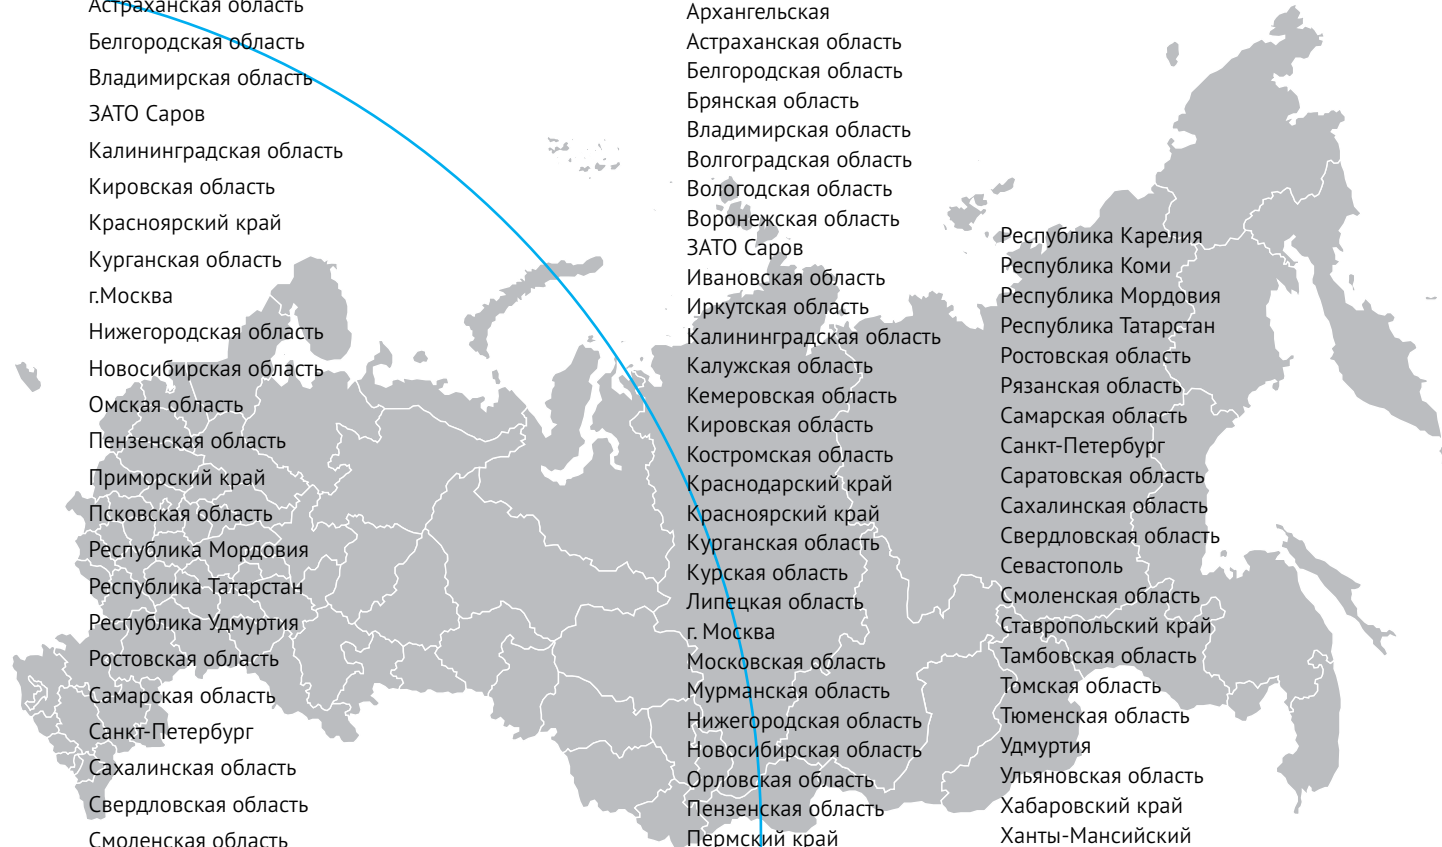 Астраханская область
Белгородская область
Владимирская область
ЗАТО Саров
Калининградская область
Кировская область
Красноярский край
Курганская область
г.Москва
Нижегородская область
Новосибирская область
Омская область
Пензенская область
Приморский край
Псковская область
Республика Мордовия
Республика Татарстан
Республика Удмуртия
Ростовская область
Самарская область
Санкт-Петербург
Сахалинская область
Свердловская область
Смоленская область
Архангельская
Астраханская область
Белгородская область
Брянская область
Владимирская область
Волгоградская область
Вологодская область
Воронежская область
ЗАТО Саров
Ивановская область
Иркутская область
Калининградская область
Калужская область
Кемеровская область
Кировская область
Костромская область
Краснодарский край
Красноярский край
Курганская область
Курская область
Липецкая область
г. Москва
Московская область
Мурманская область
Нижегородская область
Новосибирская область
Орловская область
Пензенская область
Пермский край
Республика Карелия
Республика Коми
Республика Мордовия
Республика Татарстан
Ростовская область
Рязанская область
Самарская область
Санкт-Петербург
Саратовская область
Сахалинская область
Свердловская область
Севастополь
Смоленская область
Ставропольский край
Тамбовская область
Томская область
Тюменская область
Удмуртия
Ульяновская область
Хабаровский край
Ханты-Мансийский